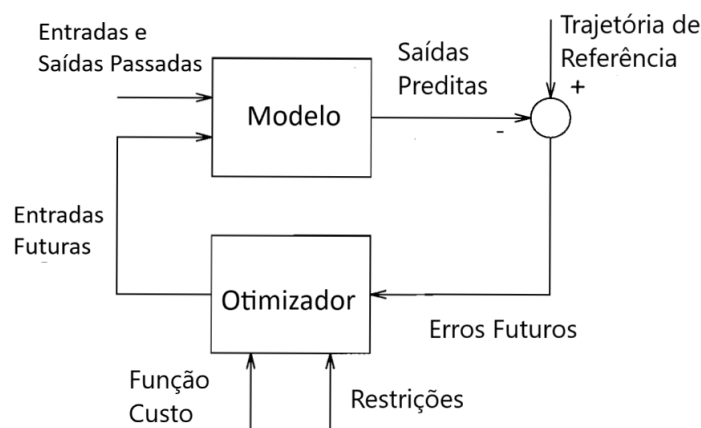 Entradas e
Saídas Passadas
Modelo
Saídas
Preditas
Trajetória de
Referência
+
-
Entradas
Futuras
Otimizador
Erros Futuros
Função
Custo
Restrições